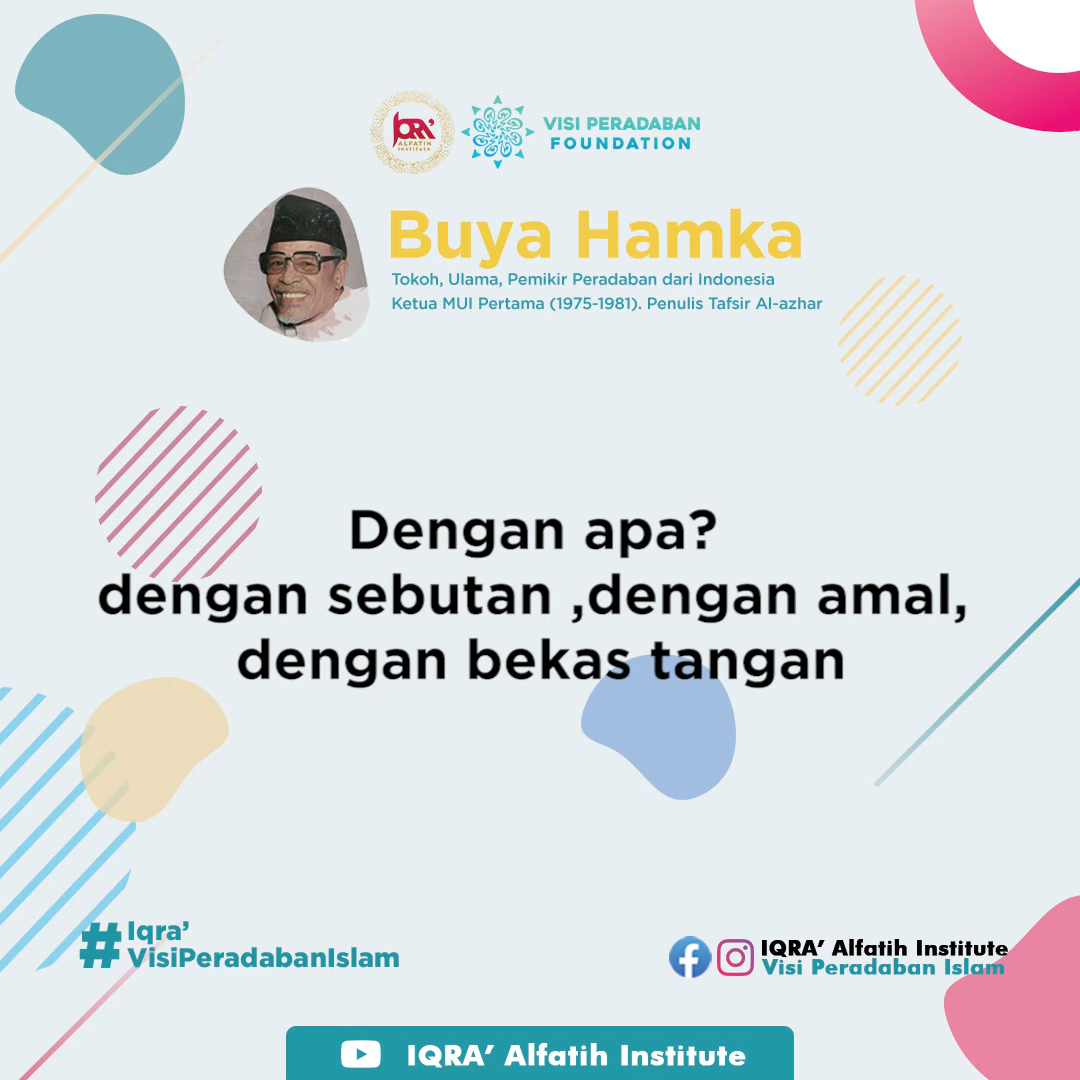 IQRA'
ALFATIH
Institute
VISI PERADABAN
FOUNDATION
Buya Hamka
Tokoh, Ulama, Pemikir Peradaban dari Indonesia
Ketua MUI Pertama (1975-1981). Penulis Tafsir Al-azhar
Dengan apa?
dengan sebutan ,dengan amal,
dengan bekas tangan
#Iqra'
VisiPeradabanIslam
IQRA' Alfatih Institute
Visi Peradaban Islam
IQRA' Alfatih Institute